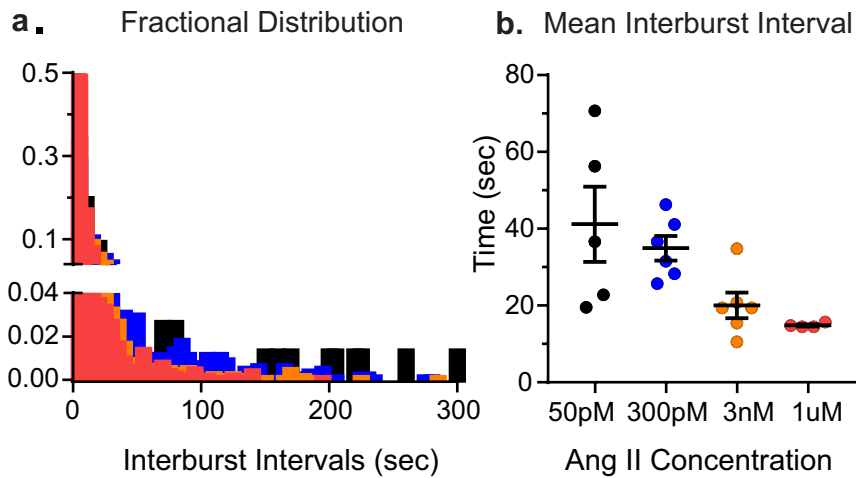 a. Fractional Distribution
0.5
0.3
0.1
0.04
0.02
0.00
0 100 200 300
Interburst Intervals (sec)
b. Mean Interburst Interval
80
60
40
20
0
Time (sec)
50pM 300pM 3nM 1uM
Ang II Concentration